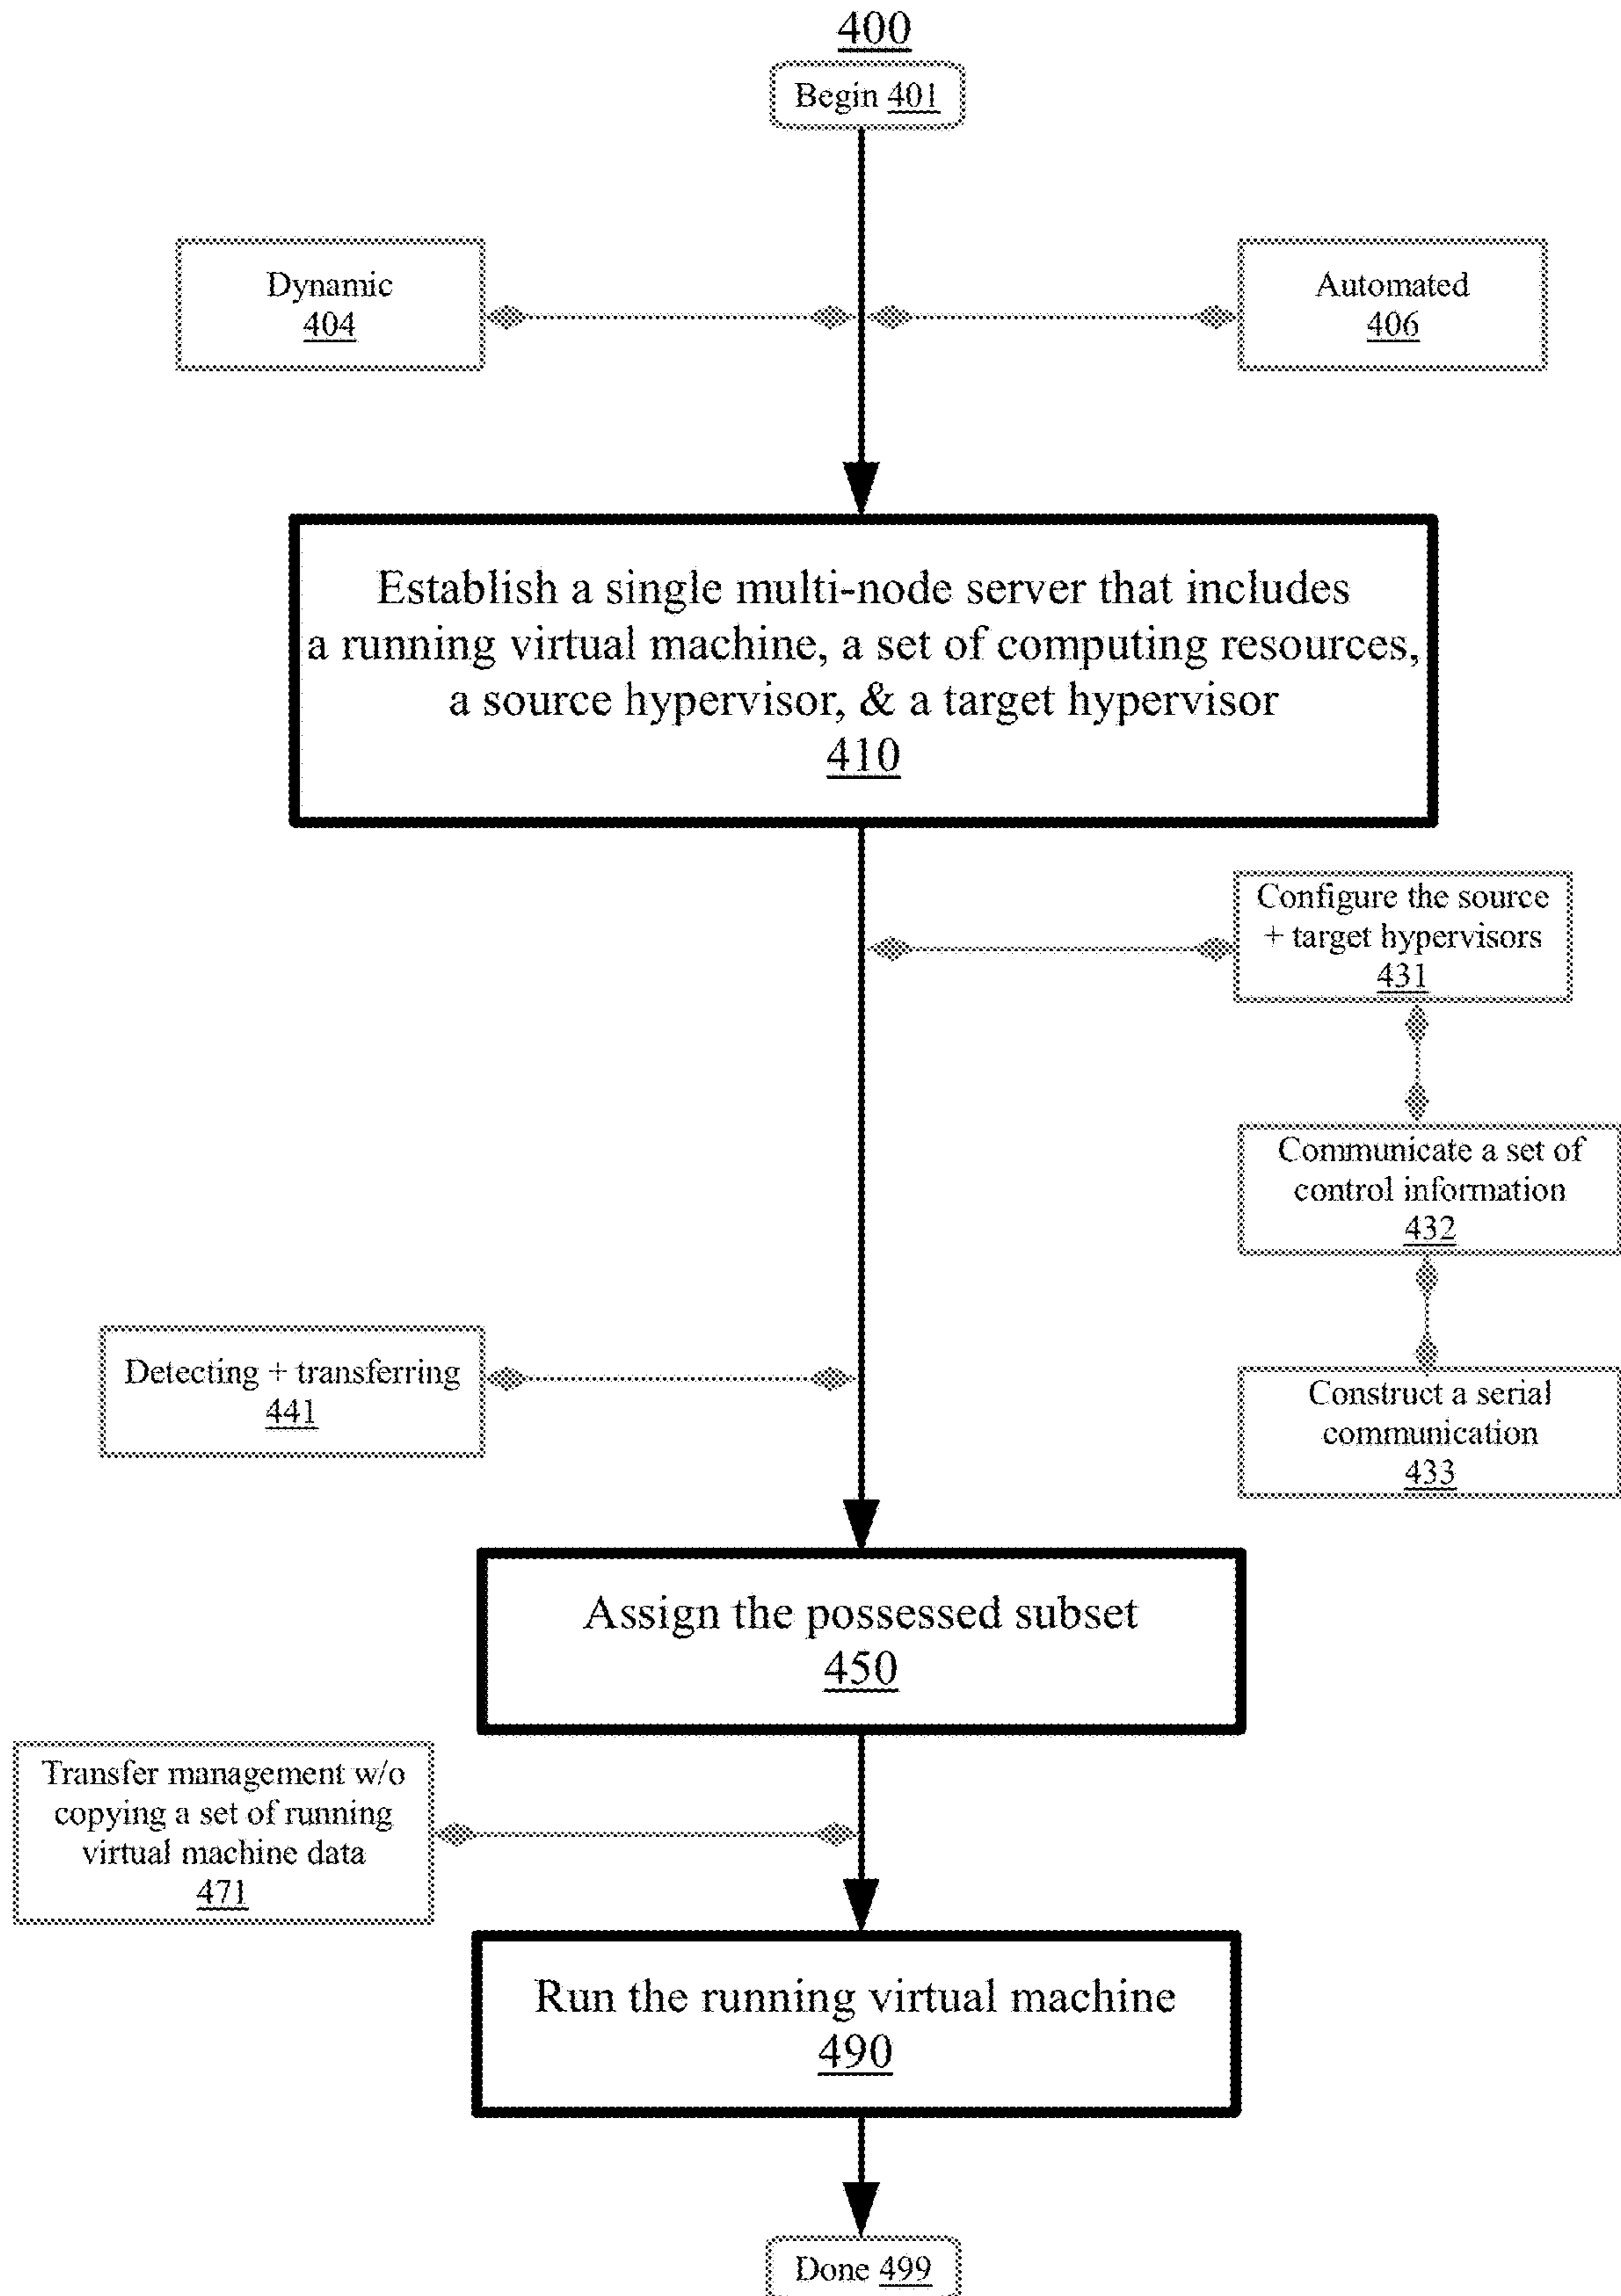 400
Begin 401
Dynamic
404
Automated
406
Establish a single multi-node server that includes
a running virtual machine, a set of computing resources,
a source hypervisor, & a target hypervisor
410
Configure the source
+ target hypervisors
431
Communicate a set of
control information
432
Detecting + transferring
441
Construct a serial
communication
433
Assign the possessed subset
450
Transfer management w/o
copying a set of running
virtual machine data
471
Run the running virtual machine
490
Done 499